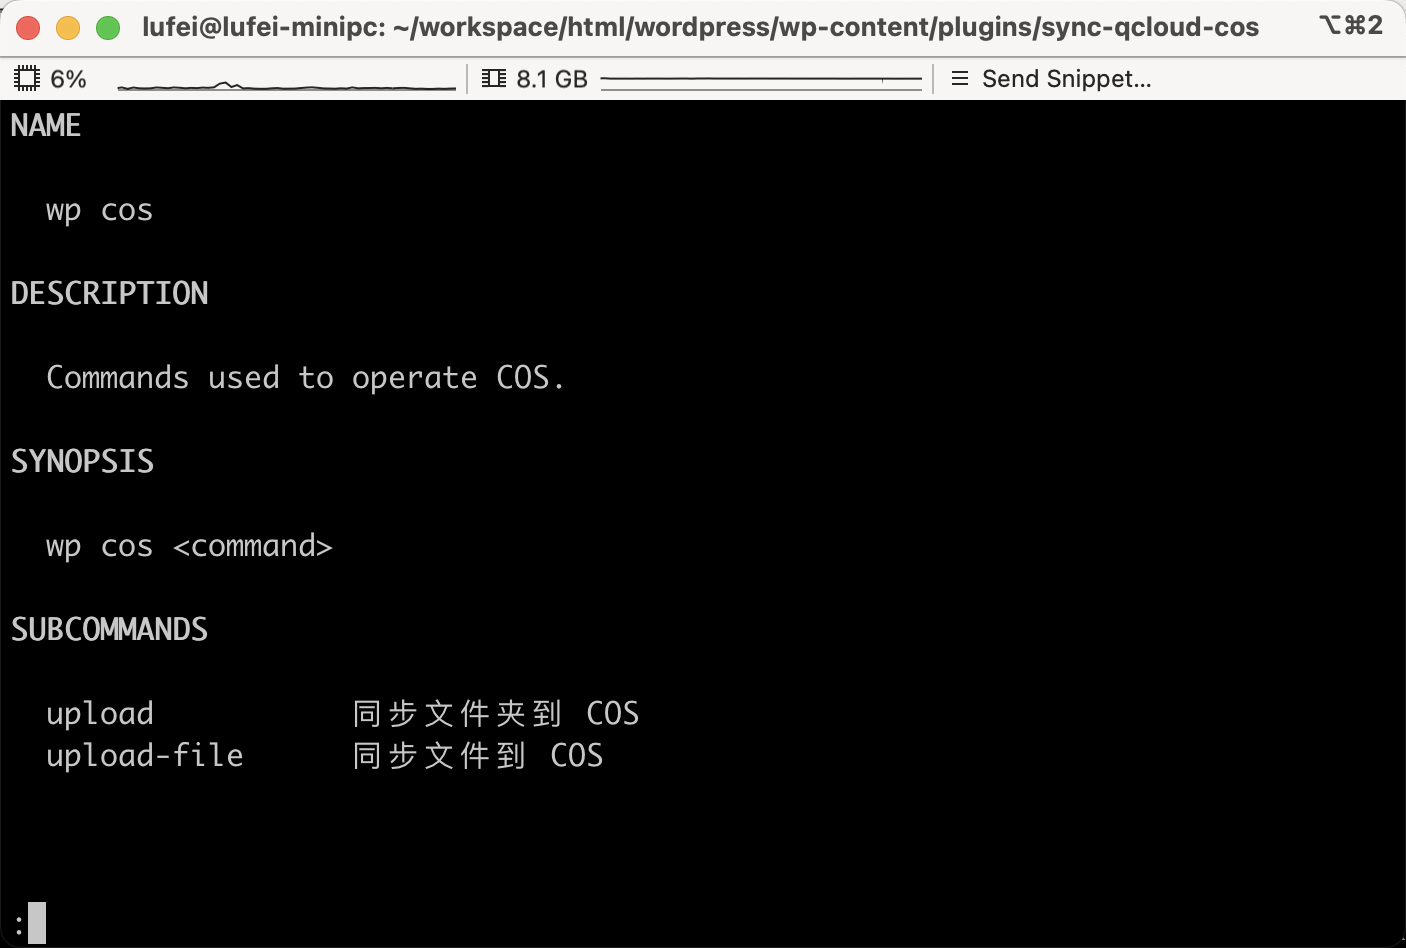 lufei@lufei-minipc: ~/workspace/html/wordpress/wp-content/plugins/sync-qcloud-cos ⌥⌘2
6% 8.1 GB Send Snippet...
NAME
wp cos
DESCRIPTION
Commands used to operate COS.
SYNOPSIS
wp cos <command>
SUBCOMMANDS
upload 同步文件夹到 COS
upload-file 同步文件到 COS
: